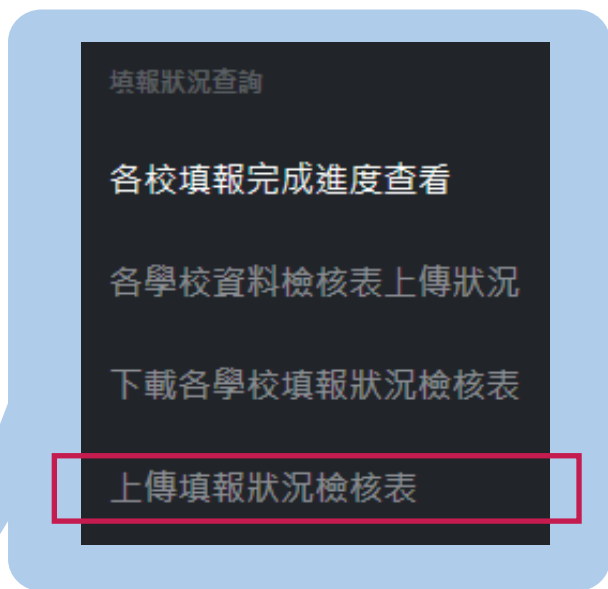 填報狀況查詢
各校填報完成進度查看
各學校資料檢核表上傳狀況
下載各學校填報狀況檢核表
上傳填報狀況檢核表